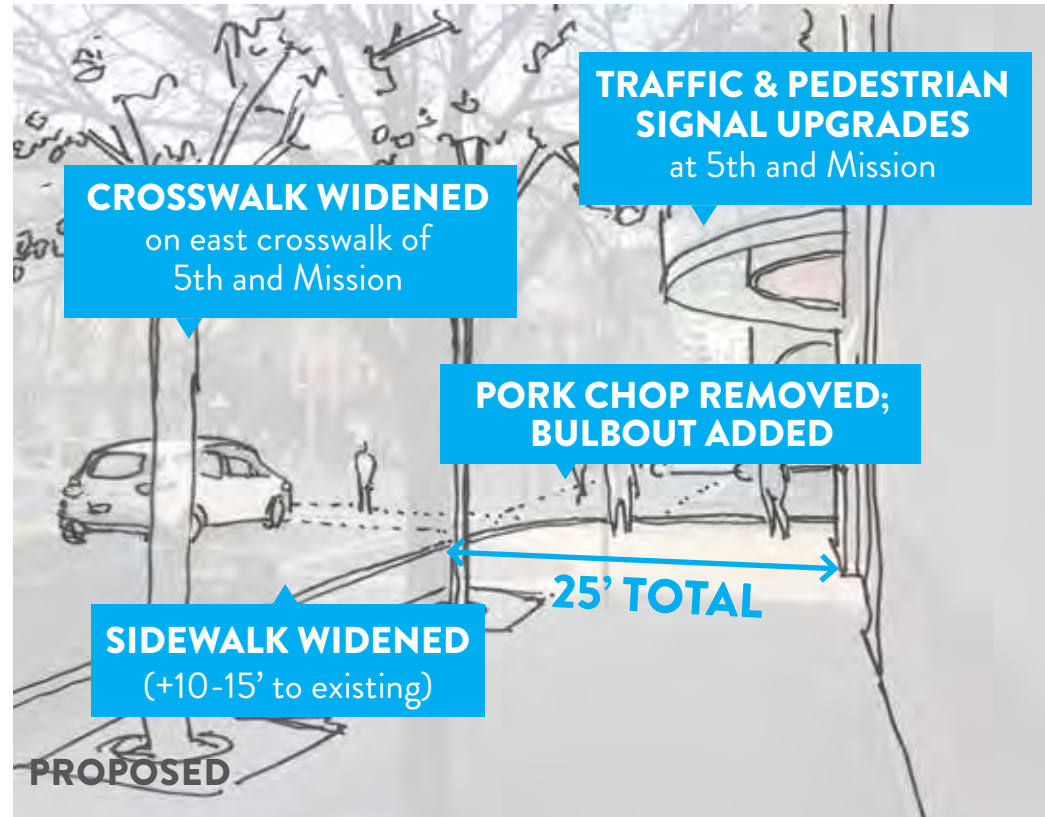 TRAFFIC & PEDESTRIAN
SIGNAL UPGRADES
at 5th and Mission
CROSSWALK WIDENED
on east crosswalk of
5th and Mission
PORK CHOP REMOVED;
BULBOUT ADDED
25’ TOTAL
SIDEWALK WIDENED
(+10-15’ to existing)
PROPOSED